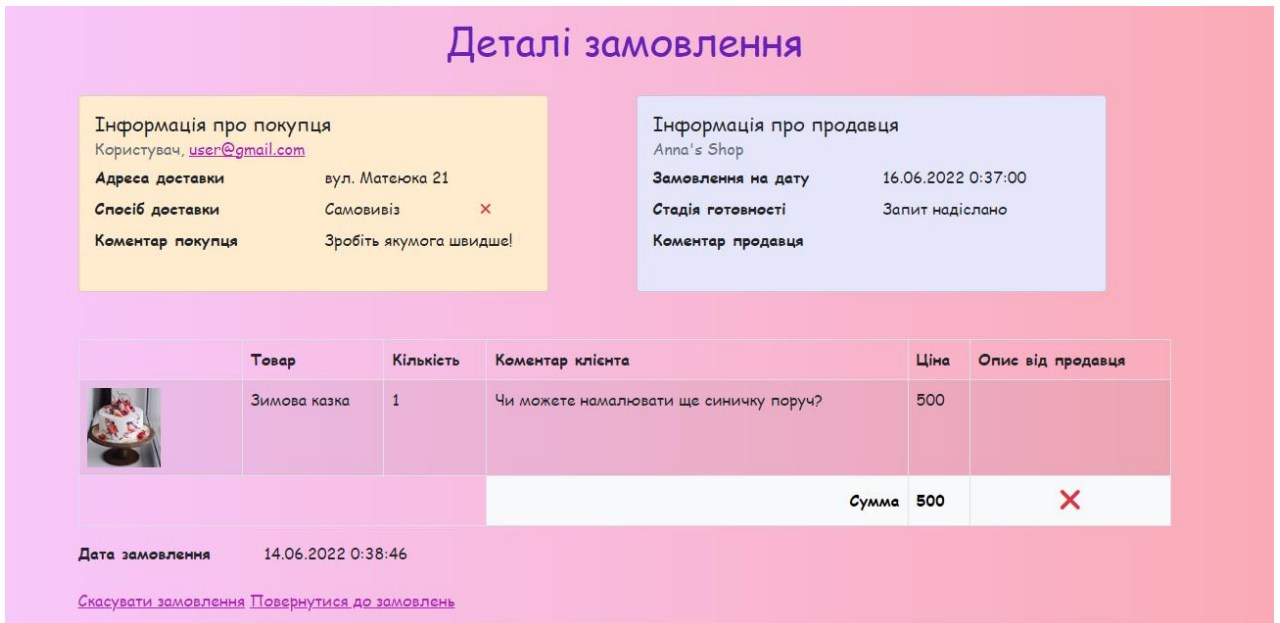 Деталі замовлення
Інформація про покупця
Користувач, user@gmail.com
Адреса доставки вул. Матеюка 21
Спосіб доставки Самовивіз
Коментар покупця Зробіть якумога швидше!
Інформація про продавця
Anna's Shop
Замовлення на дату 16.06.2022 0:37:00
Стадія готовності Запит надіслано
Коментар продавця
Товар Кількість Коментар клієнта Ціна Опис від продавця
Зимова казка 1 Чи можете намалювати ще синичку поруч? 500
Сумма 500
Дата замовлення 14.06.2022 0:38:46
Скасувати замовлення Повернутися до замовлень